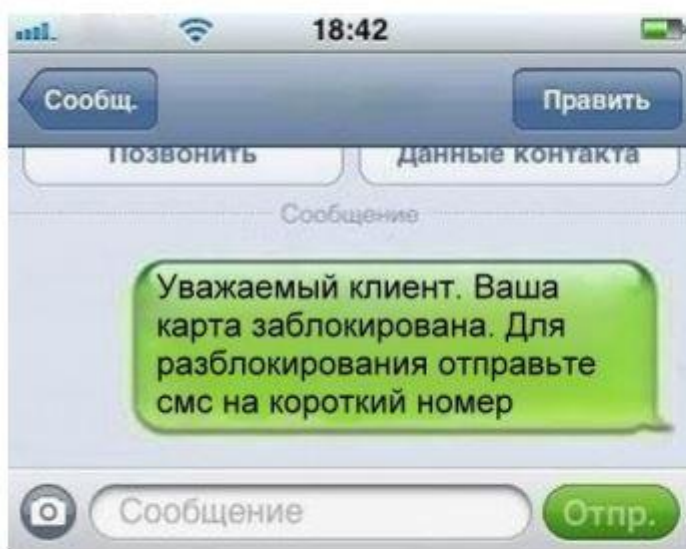 18:42
Сообщ.
Править
Позвонить
Данные контакта
Сообщение
Уважаемый клиент. Ваша
карта заблокирована. Для
разблокирования отправьте
смс на короткий номер
Сообщение
Отпр.